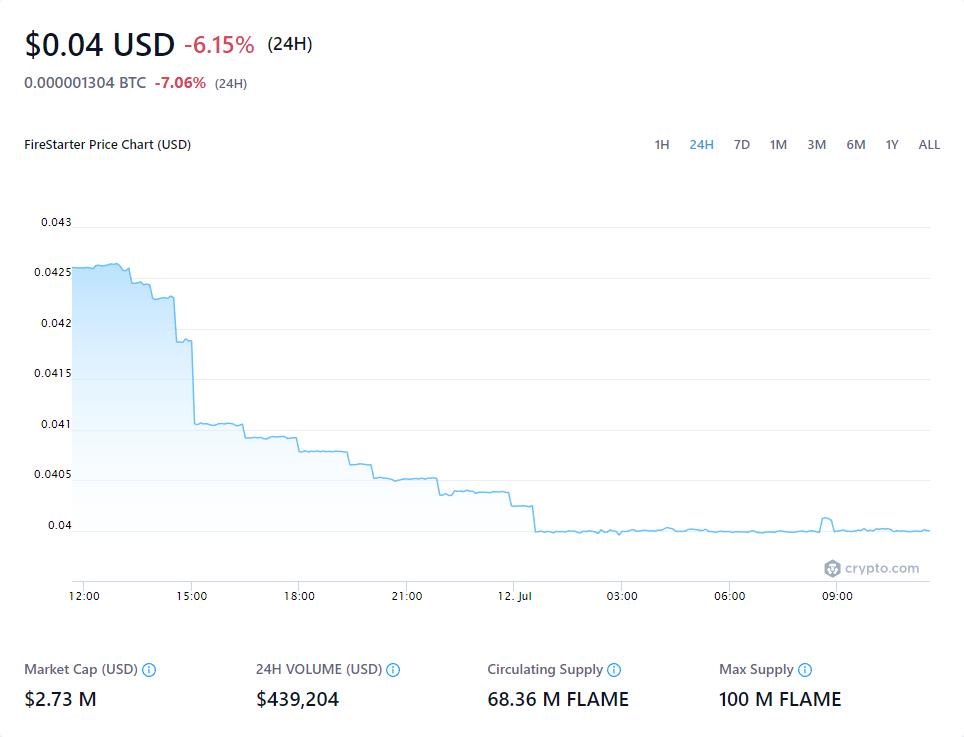 $0.04 USD -6.15% (24H)
0.000001304 BTC -7.06% (24H)
FireStarter Price Chart (USD) 1H 24H 7D 1M 3M 6M 1Y ALL
0.043
0.0425
0.042
0.0415
0.041
0.0405
0.04
crypto.com
12:00 15:00 18:00 21:00 12. Jul 03:00 06:00 09:00
Market Cap (USD) 24H VOLUME (USD) Circulating Supply Max Supply
$2.73 M $439,204 68.36 M FLAME 100 M FLAME